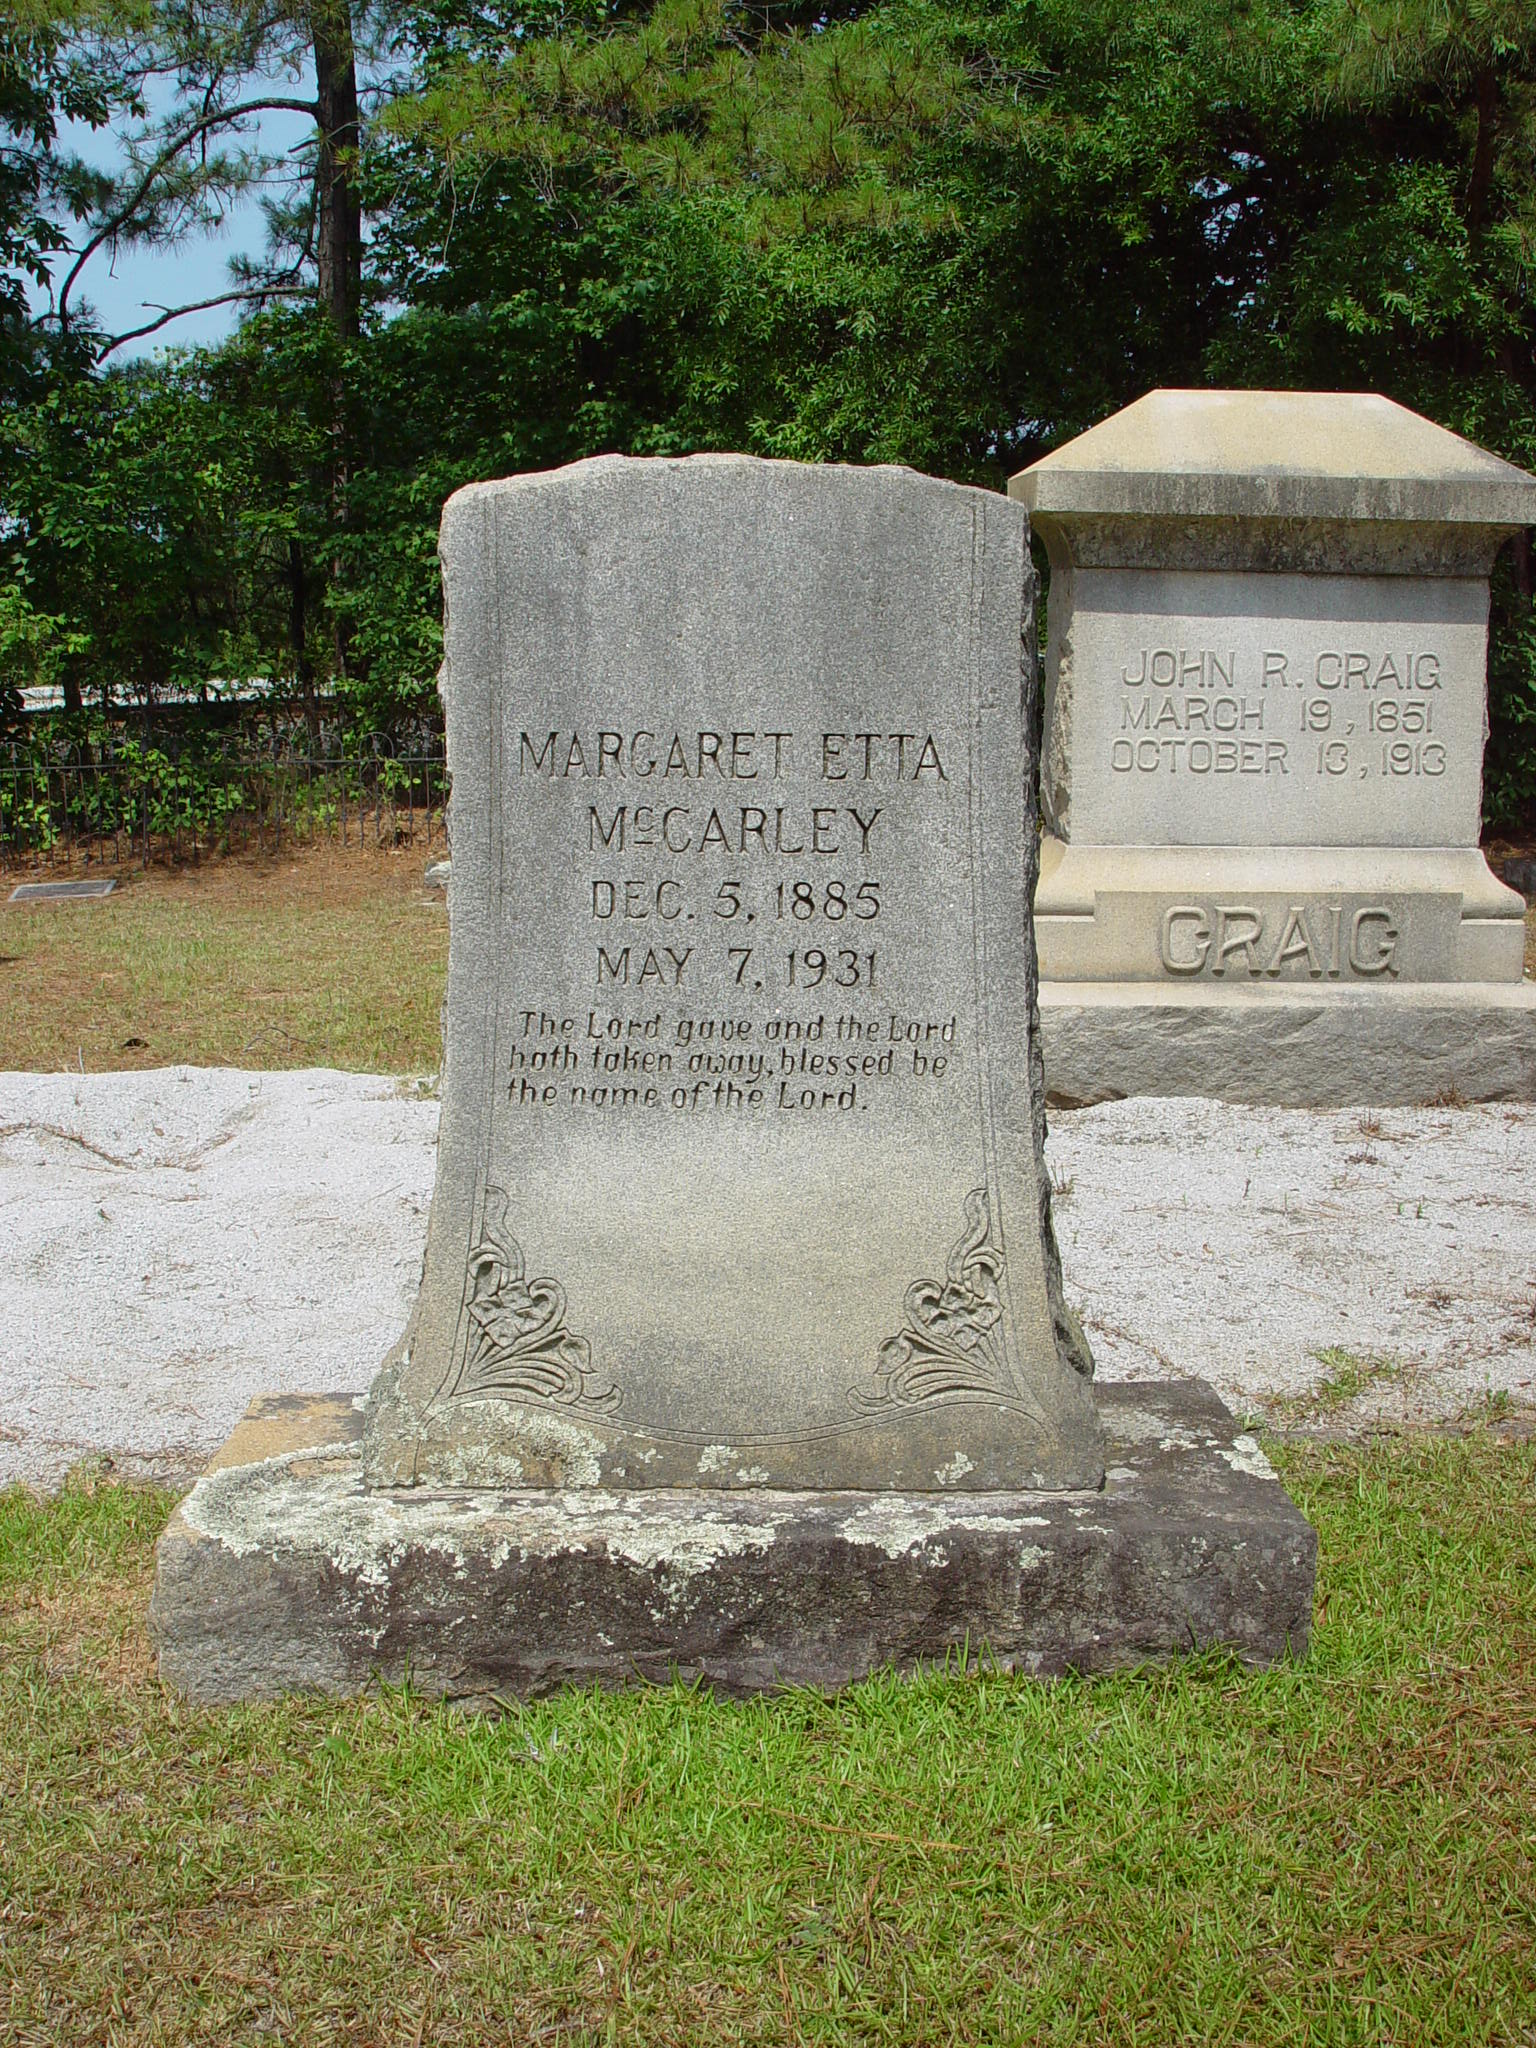 MARGARET ETTA
McCARLEY
DEC. 5, 1885
MAY 7, 1931
The Lord gave and the Lord
hath taken away, blessed be
the name of the Lord.
JOHN R. CRAIG
MARCH 19, 1851
OCTOBER 13, 1913
CRAIG